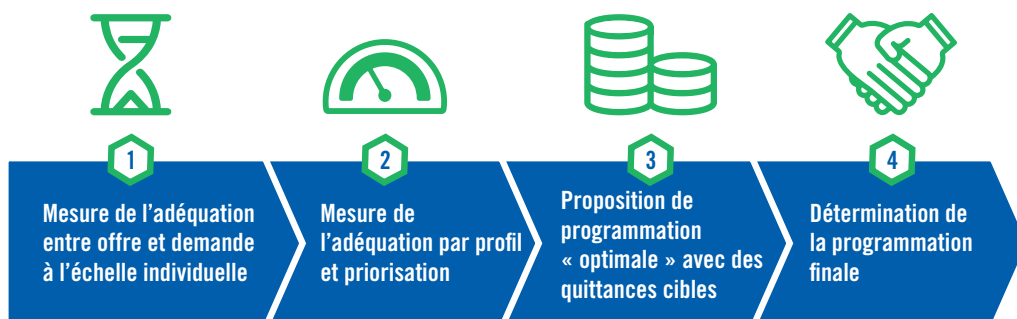 1
Mesure de l’adéquation
entre offre et demande
à l’échelle individuelle
2
Mesure de
l’adéquation par profil
et priorisation
3
Proposition de
programmation
« optimale » avec des
quittances cibles
4
Détermination de
la programmation
finale